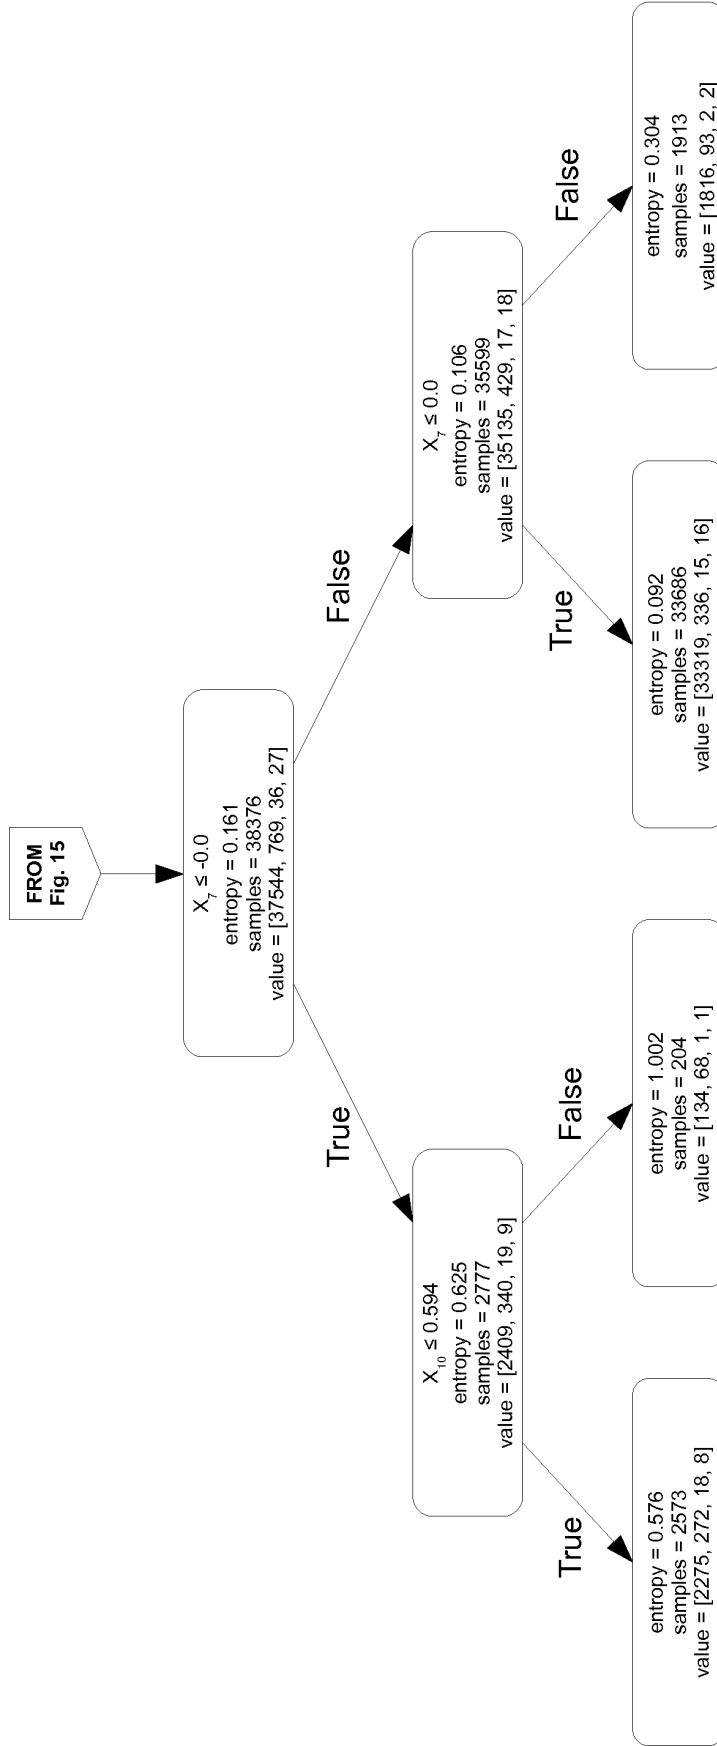 FROM
Fig. 15
X₇ ≤ -0.0
entropy = 0.161
samples = 38376
value = [37544, 769, 36, 27]
True
False
X₁₀ ≤ 0.594
entropy = 0.625
samples = 2777
value = [2409, 340, 19, 9]
X₇ ≤ 0.0
entropy = 0.106
samples = 35599
value = [35135, 429, 17, 18]
True
False
True
False
entropy = 0.576
samples = 2573
value = [2275, 272, 18, 8]
entropy = 1.002
samples = 204
value = [134, 68, 1, 1]
entropy = 0.092
samples = 33686
value = [33319, 336, 15, 16]
entropy = 0.304
samples = 1913
value = [1816, 93, 2, 2]